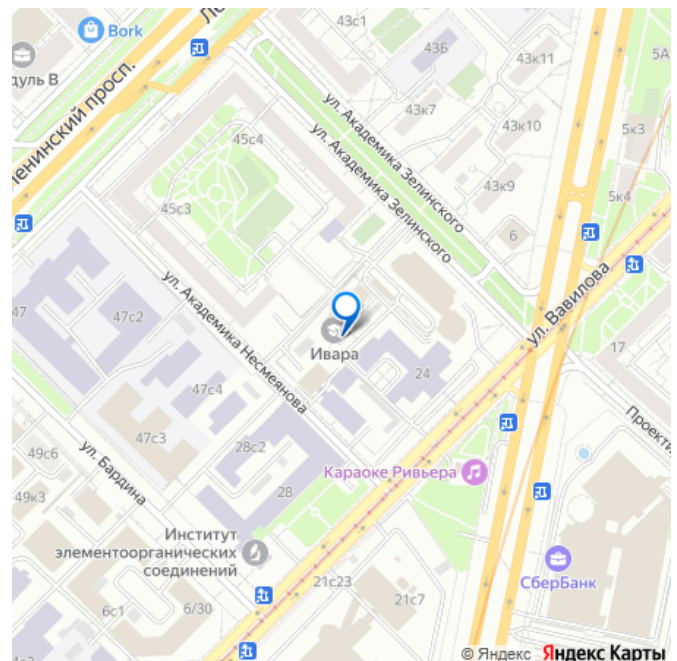 43с1
Bork
43Б
43к11
5А
дуль В
Ленинский просп.
43к7
43к10
ул. Академика Зелинского
ул. Академика Зелинского
5к3
45с4
43к9
5к4
45с3
6
ул. Академика Несмеянова
ул. Вавилова
47
47с2
Ивара
17
24
47с4
Проекти
47с3
28с2
ул. Бардина
49с6
28
Караоке Ривьера
49к3
Институт
элементоорганических
соединений
СберБанк
21с23
21с7
6с1
6/30
© Яндекс Яндекс Карты